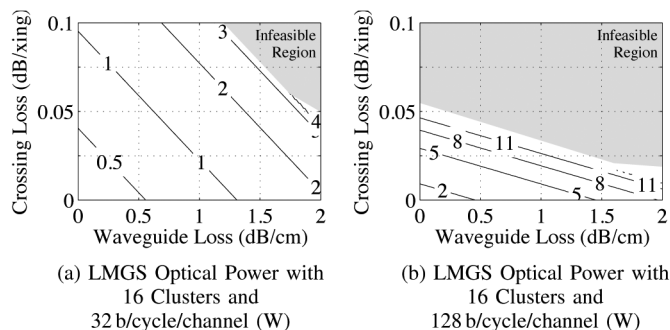 0.1
0.05
0
Crossing Loss (dB/xing)
0 0.5 1 1.5 2
Waveguide Loss (dB/cm)
Infeasible
Region
3
1
2
4
0.5
1
2
(a) LMGS Optical Power with
16 Clusters and
32 b/cycle/channel (W)
0.1
0.05
0
Crossing Loss (dB/xing)
0 0.5 1 1.5 2
Waveguide Loss (dB/cm)
Infeasible
Region
11
8
5
2
5
8
11
(b) LMGS Optical Power with
16 Clusters and
128 b/cycle/channel (W)